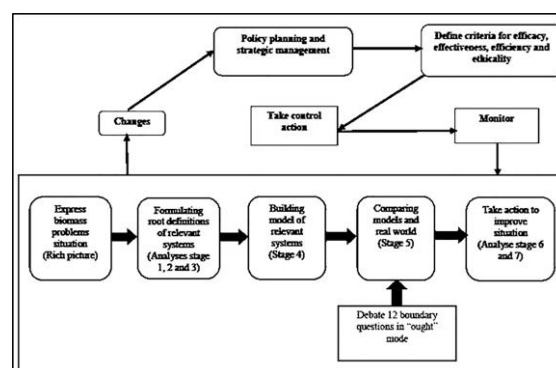 Policy planning and
strategic management
Define criteria for efficacy,
effectiveness, efficiency and
ethicality
Changes
Take control
action
Monitor
Express
biomass
problems
situation
(Rich picture)
Formulating
root definitions
of relevant
systems
(Analyses stage
1, 2 and 3)
Building
model of
relevant
systems
(Stage 4)
Comparing
models and
real world
(Stage 5)
Take action to
improve
situation
(Analyse stage 6
and 7)
Debate 12 boundary
questions in "ought"
mode